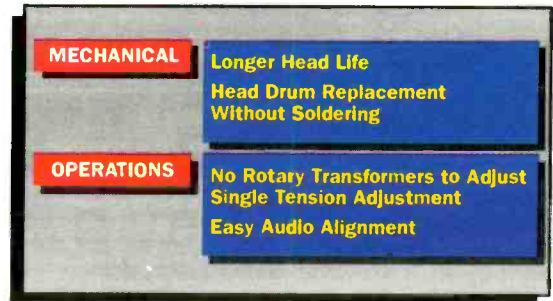 MECHANICAL
Longer Head Life
Head Drum Replacement
Without Soldering
OPERATIONS
No Rotary Transformers to Adjust
Single Tension Adjustment
Easy Audio Alignment